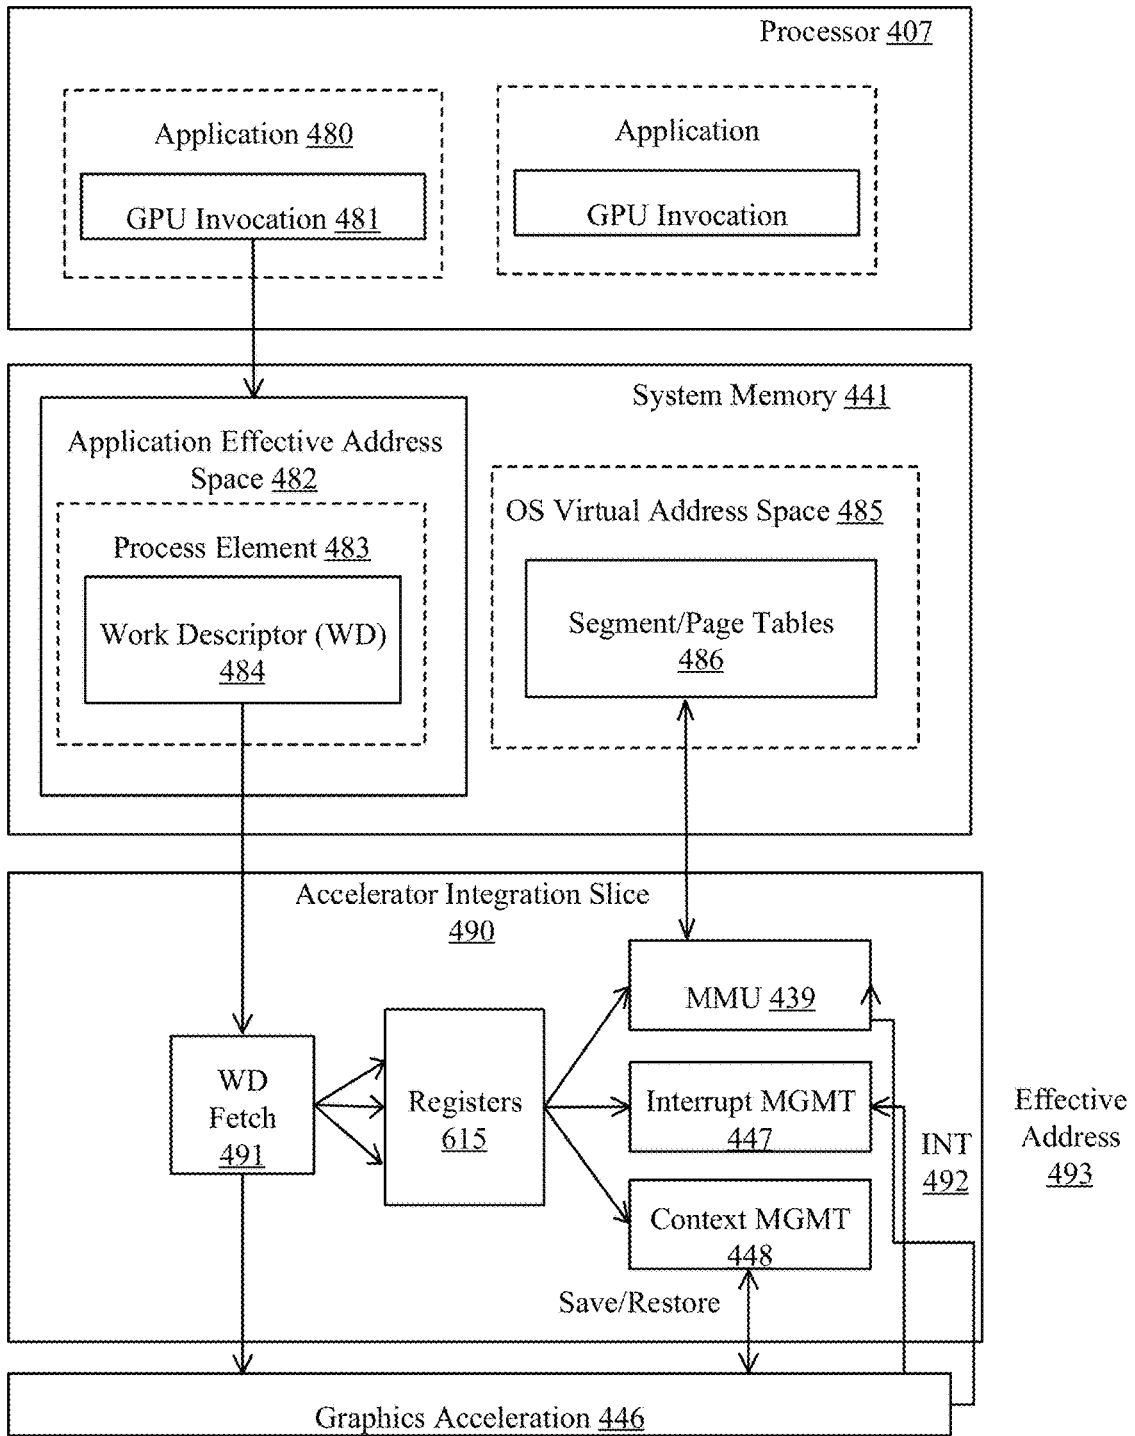 Processor 407
Application 480
GPU Invocation 481
Application
GPU Invocation
System Memory 441
Application Effective Address
Space 482
Process Element 483
Work Descriptor (WD)
484
OS Virtual Address Space 485
Segment/Page Tables
486
Accelerator Integration Slice
490
WD
Fetch
491
Registers
615
MMU 439
Interrupt MGMT
447
Context MGMT
448
Save/Restore
INT
492
Effective
Address
493
Graphics Acceleration 446